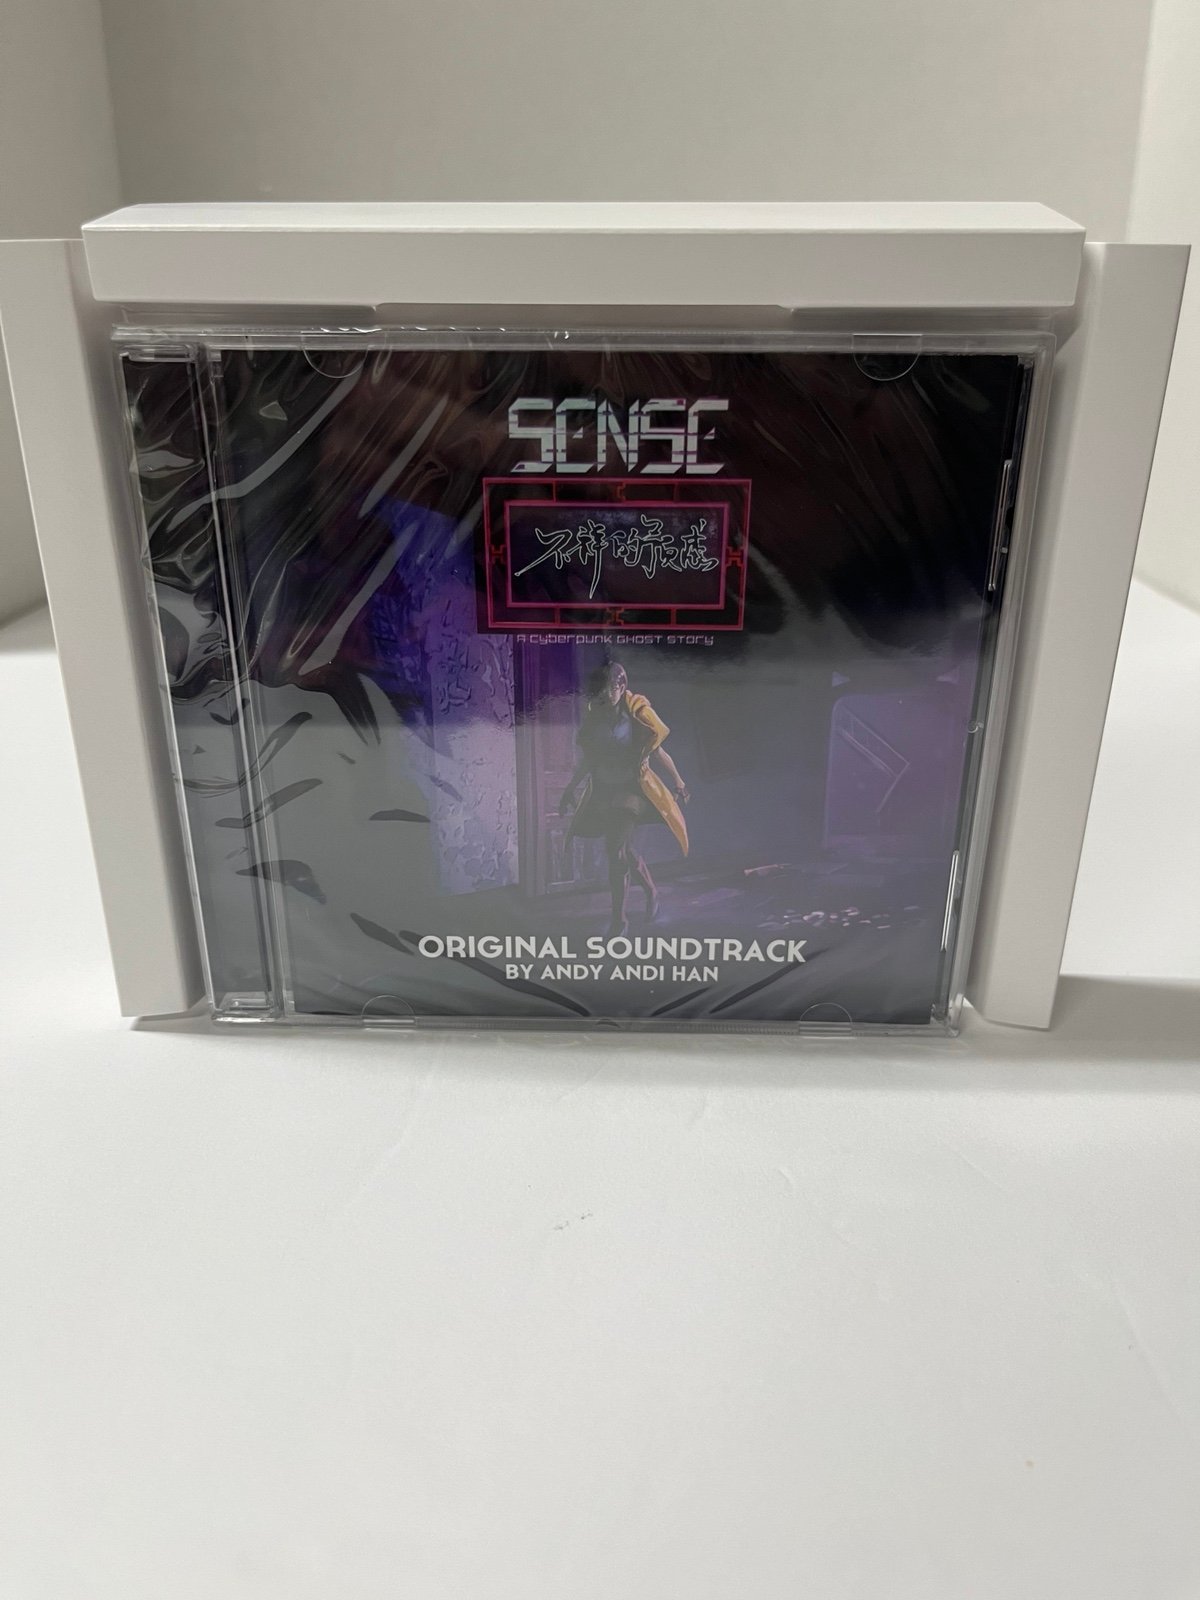 SENSE
不祥的预感
A CYBERPUNK GHOST STORY
ORIGINAL SOUNDTRACK
BY ANDY ANDI HAN